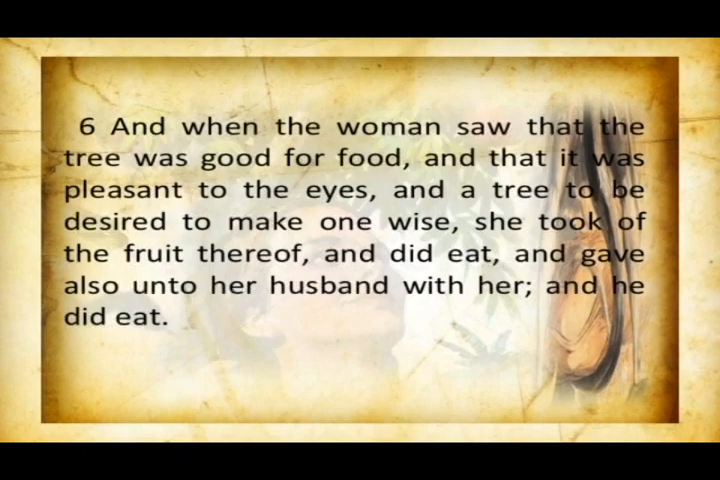 6 And when the woman saw that the
tree was good for food, and that it was
pleasant to the eyes, and a tree to be
desired to make one wise, she took of
the fruit thereof, and did eat, and gave
also unto her husband with her; and he
did eat.